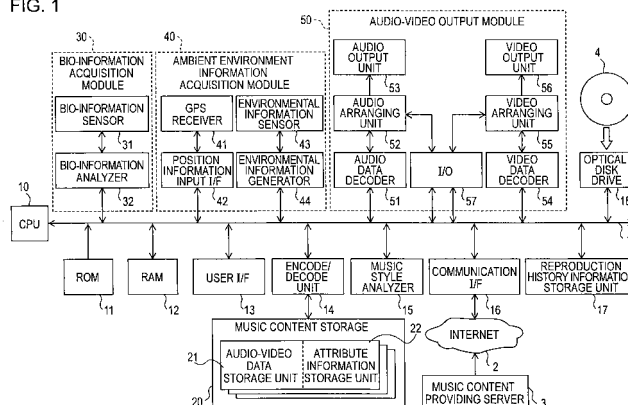 FIG. 1
50
AUDIO-VIDEO OUTPUT MODULE
30
40
BIO-INFORMATION
ACQUISITION
MODULE
AMBIENT ENVIRONMENT
INFORMATION
ACQUISITION MODULE
AUDIO
OUTPUT
UNIT
53
VIDEO
OUTPUT
UNIT
56
4
BIO-INFORMATION
SENSOR
31
GPS
RECEIVER
41
ENVIRONMENTAL
INFORMATION
SENSOR
43
AUDIO
ARRANGING
UNIT
52
VIDEO
ARRANGING
UNIT
55
BIO-INFORMATION
ANALYZER
32
POSITION
INFORMATION
INPUT I/F
42
ENVIRONMENTAL
INFORMATION
GENERATOR
44
AUDIO
DATA
DECODER
51
I/O
57
VIDEO
DATA
DECODER
54
OPTICAL
DISK
DRIVE
10
CPU
ROM
11
RAM
12
USER I/F
13
ENCODE/
DECODE
UNIT
14
MUSIC
STYLE
ANALYZER
15
COMMUNICATION
I/F
16
REPRODUCTION
HISTORY INFORMATION
STORAGE UNIT
17
MUSIC CONTENT STORAGE
22
21
AUDIO-VIDEO
DATA
STORAGE UNIT
ATTRIBUTE
INFORMATION
STORAGE UNIT
20
INTERNET
2
MUSIC CONTENT
PROVIDING SERVER
3